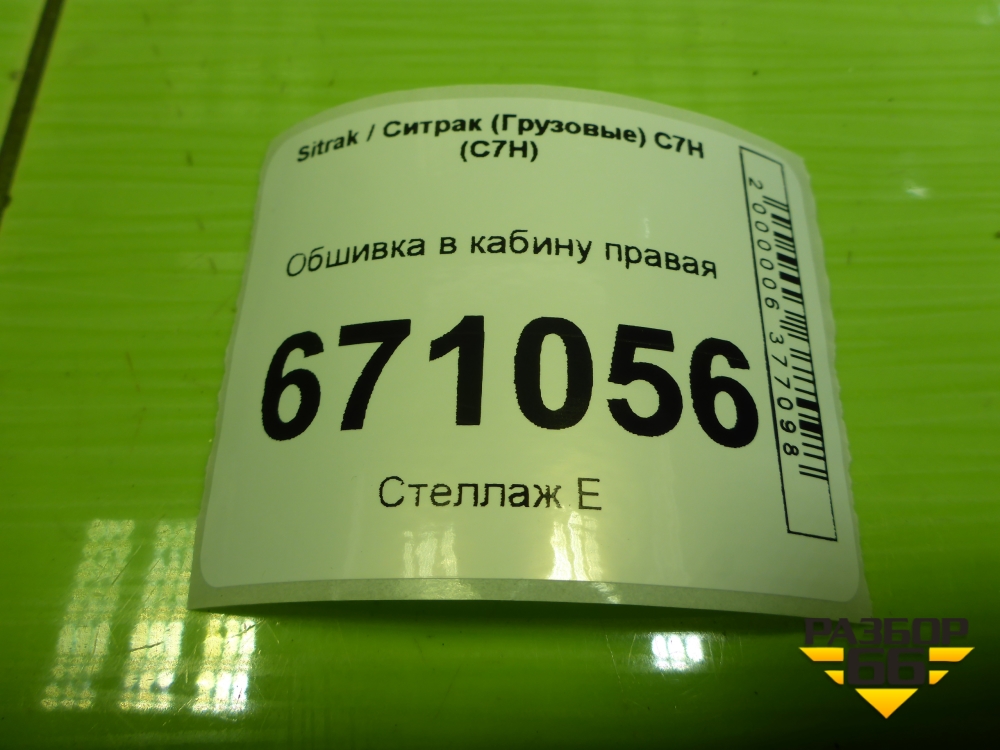 Sitrak / Ситрак (Грузовые) C7H
(C7H)
Обшивка в кабину правая
671056
Стеллаж Е
2000006377098
РАЗБОР
66